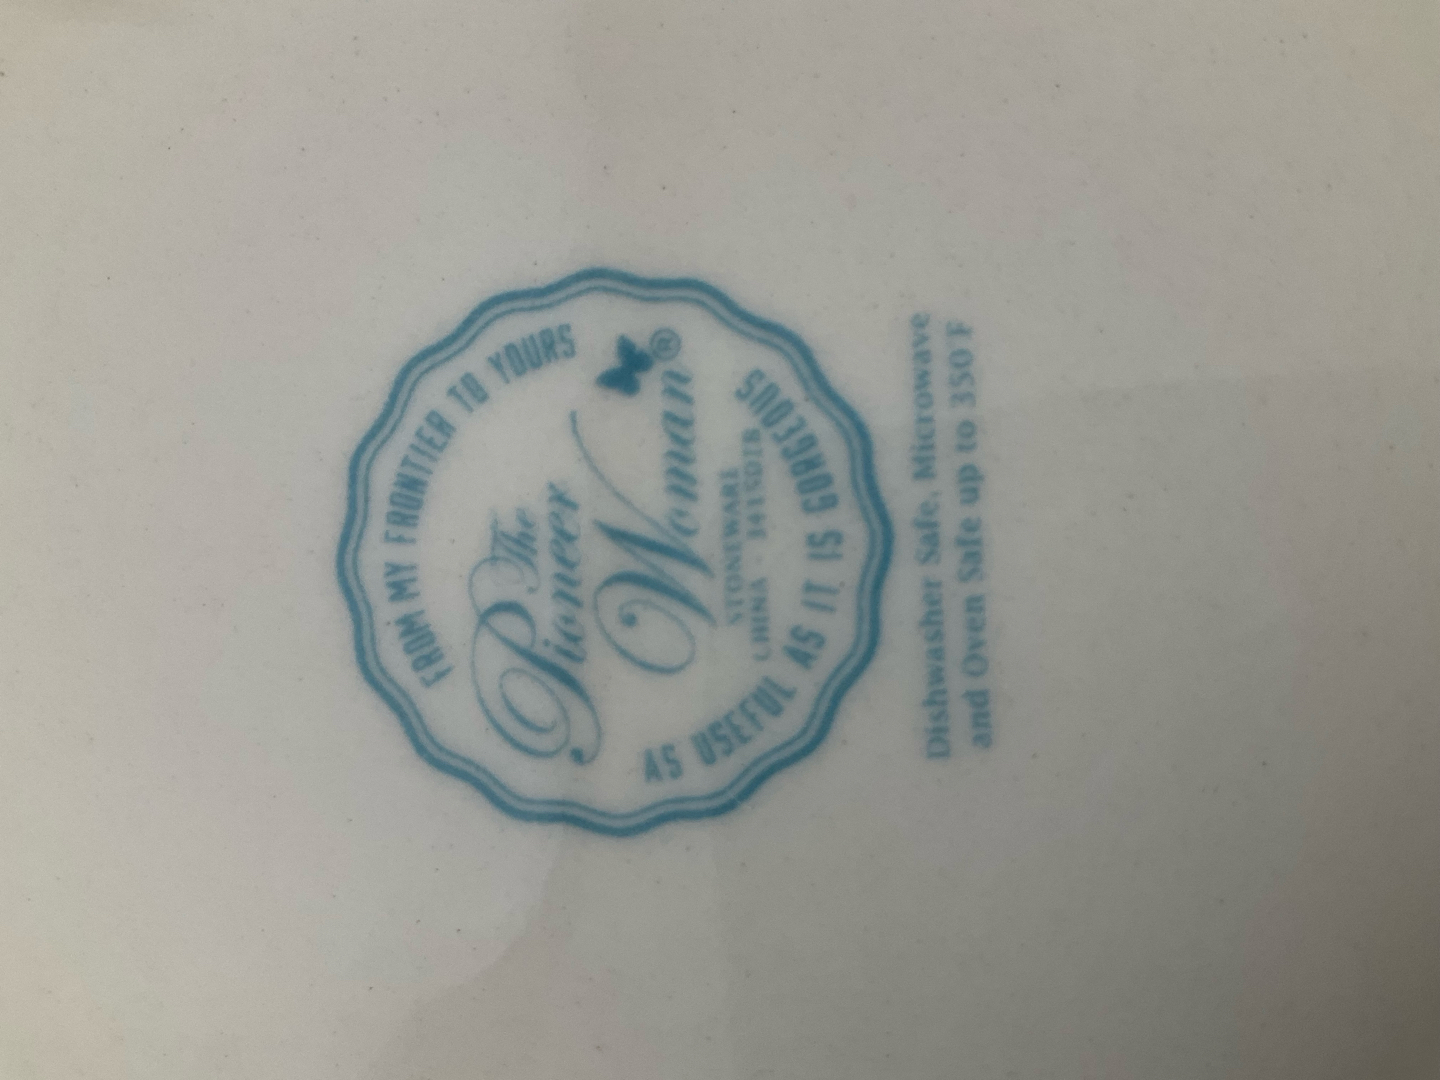 FROM MY FRONTIER TO YOURS
The
Pioneer
Woman®
STONEWARE
CHINA -
AS USEFUL AS IT IS GORGEOUS
Dishwasher Safe, Microwave
and Oven Safe up to 350°F